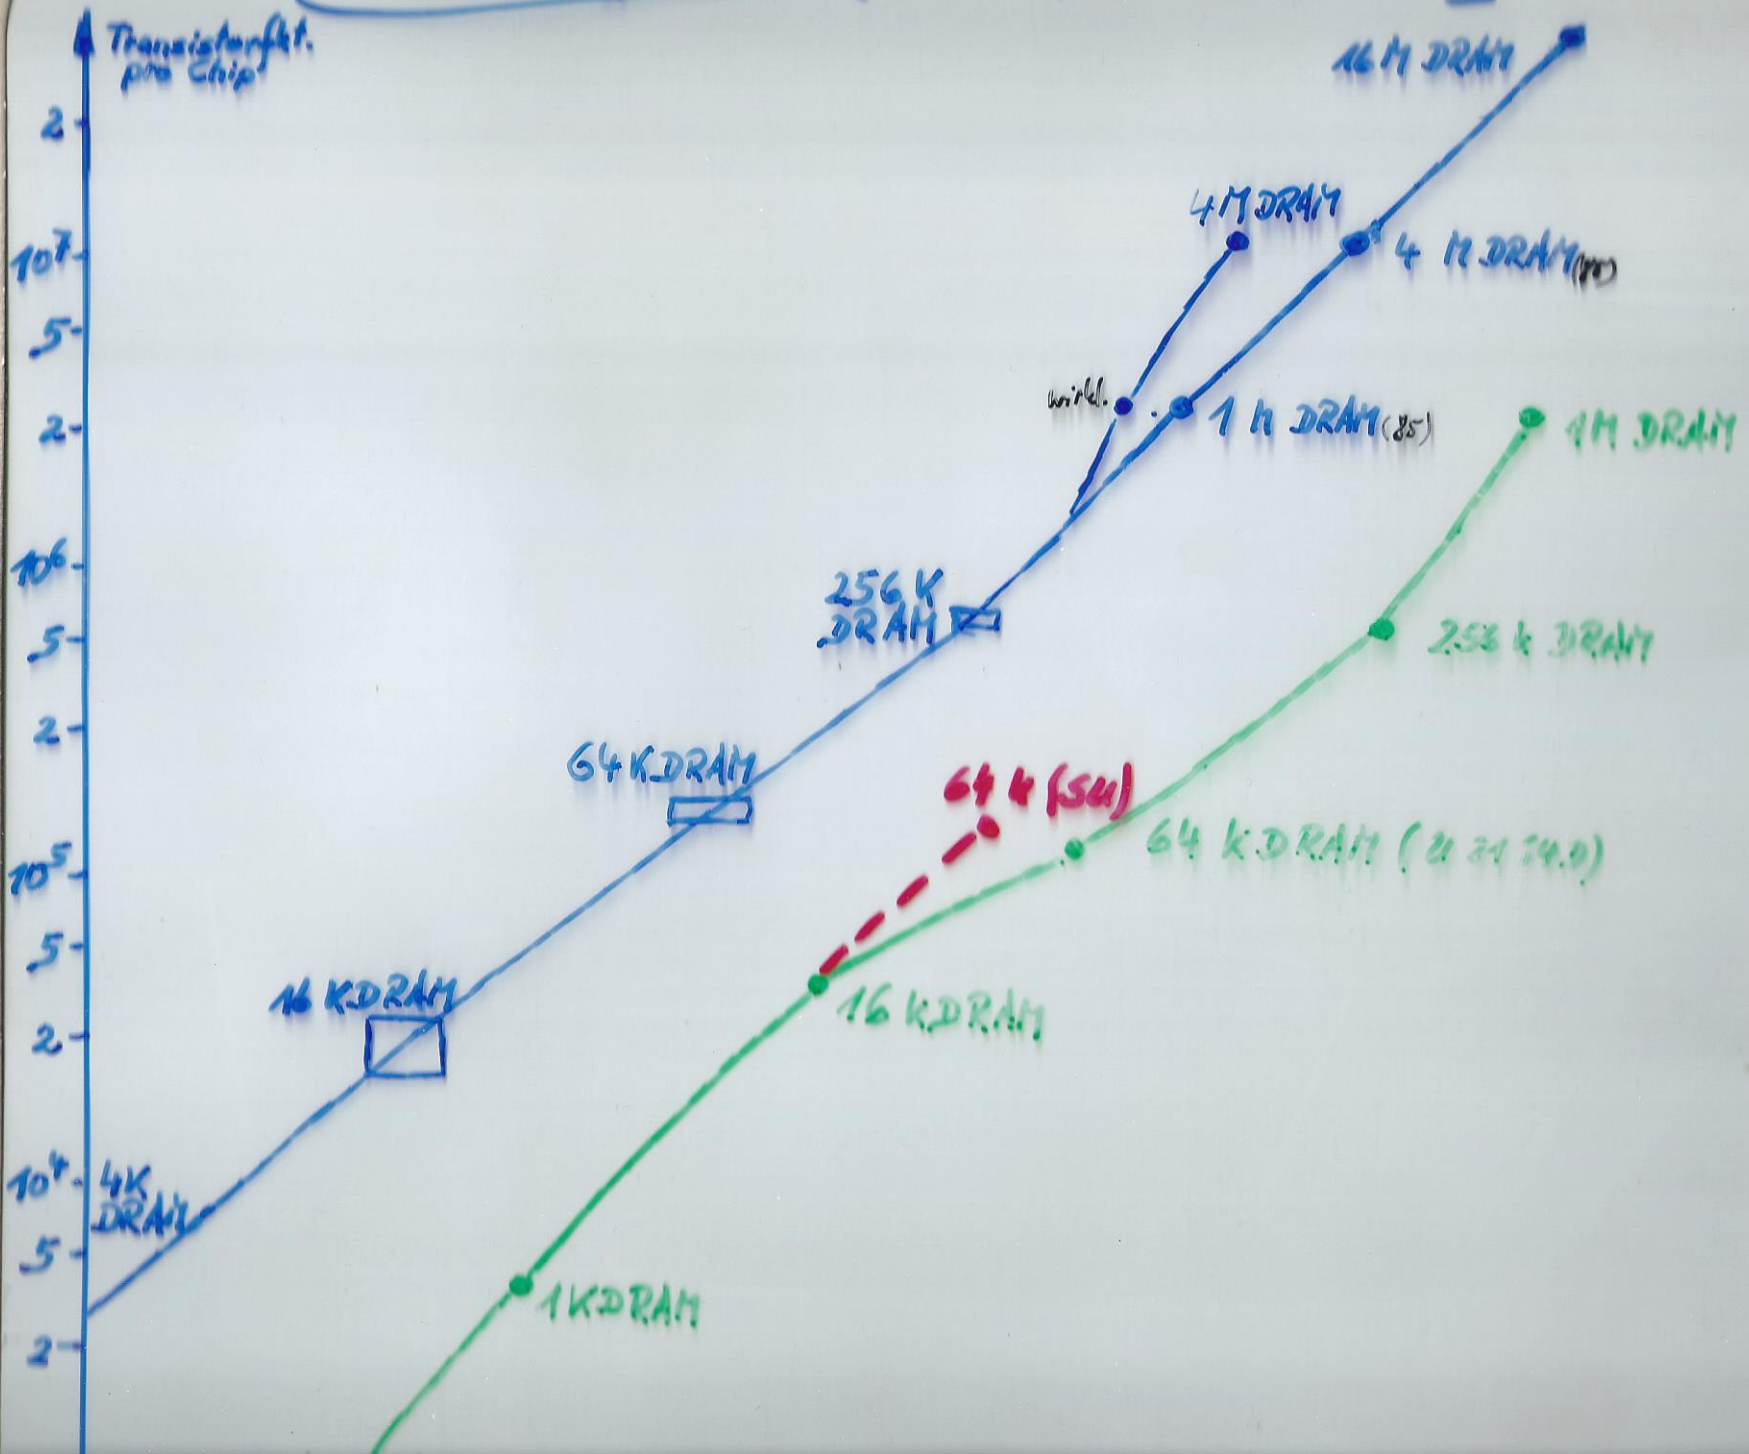 Transistorfkt.
pro Chip
16 M DRAM
2
4 M DRAM
10⁷
4 M DRAM
5
wirkl.
1 M DRAM (85)
1M DRAM
2
10⁶
256 K
DRAM
5
256 k DRAM
2
64 K DRAM
64 k (SU)
64 K DRAM
10⁵
5
16 K DRAM
16 K DRAM
2
10⁴
4K
DRAM
5
1 K DRAM
2